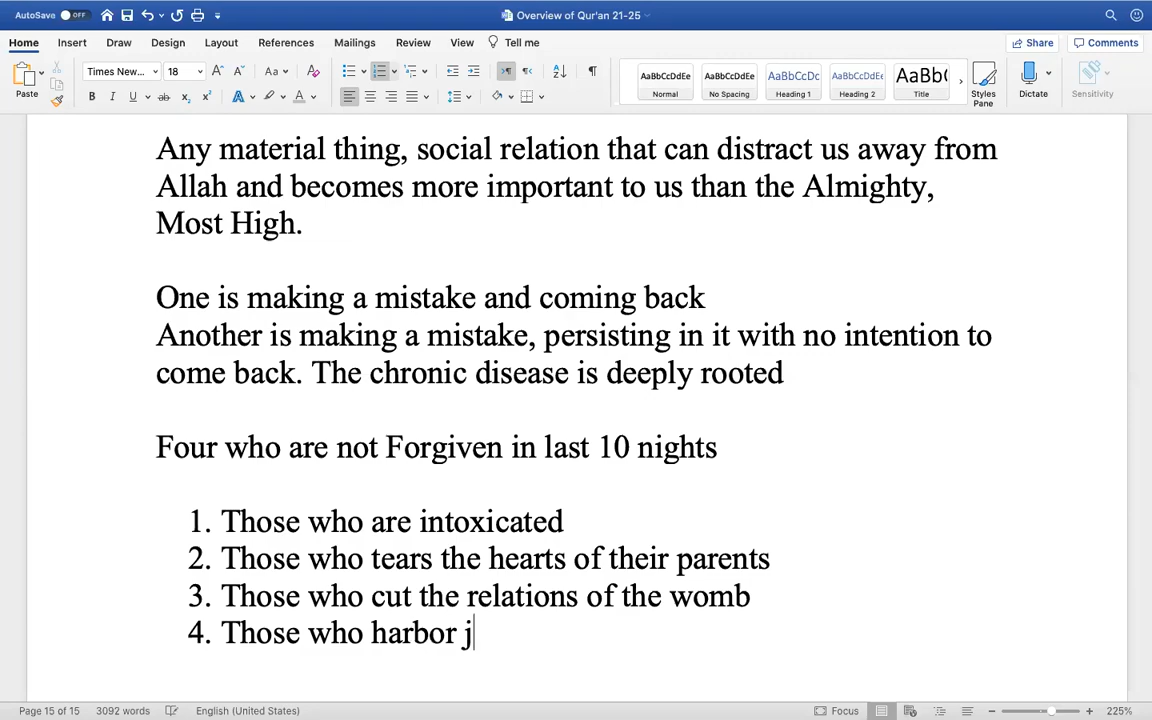 AutoSave OFF Overview of Qur'an 21-25
Home Insert Draw Design Layout References Mailings Review View Tell me Share Comments
Times New... 18 Aa
AaBbCcDdEe AaBbCcDdEe AaBbCcDc AaBbCcDdEe AaBb(
Paste B I U ab x₂ x² A A Normal No Spacing Heading 1 Heading 2 Title Styles Pane Dictate Sensitivity
Any material thing, social relation that can distract us away from
Allah and becomes more important to us than the Almighty,
Most High.
One is making a mistake and coming back
Another is making a mistake, persisting in it with no intention to
come back. The chronic disease is deeply rooted
Four who are not Forgiven in last 10 nights
1. Those who are intoxicated
2. Those who tears the hearts of their parents
3. Those who cut the relations of the womb
4. Those who harbor j
Page 15 of 15 3092 words English (United States) Focus 225%